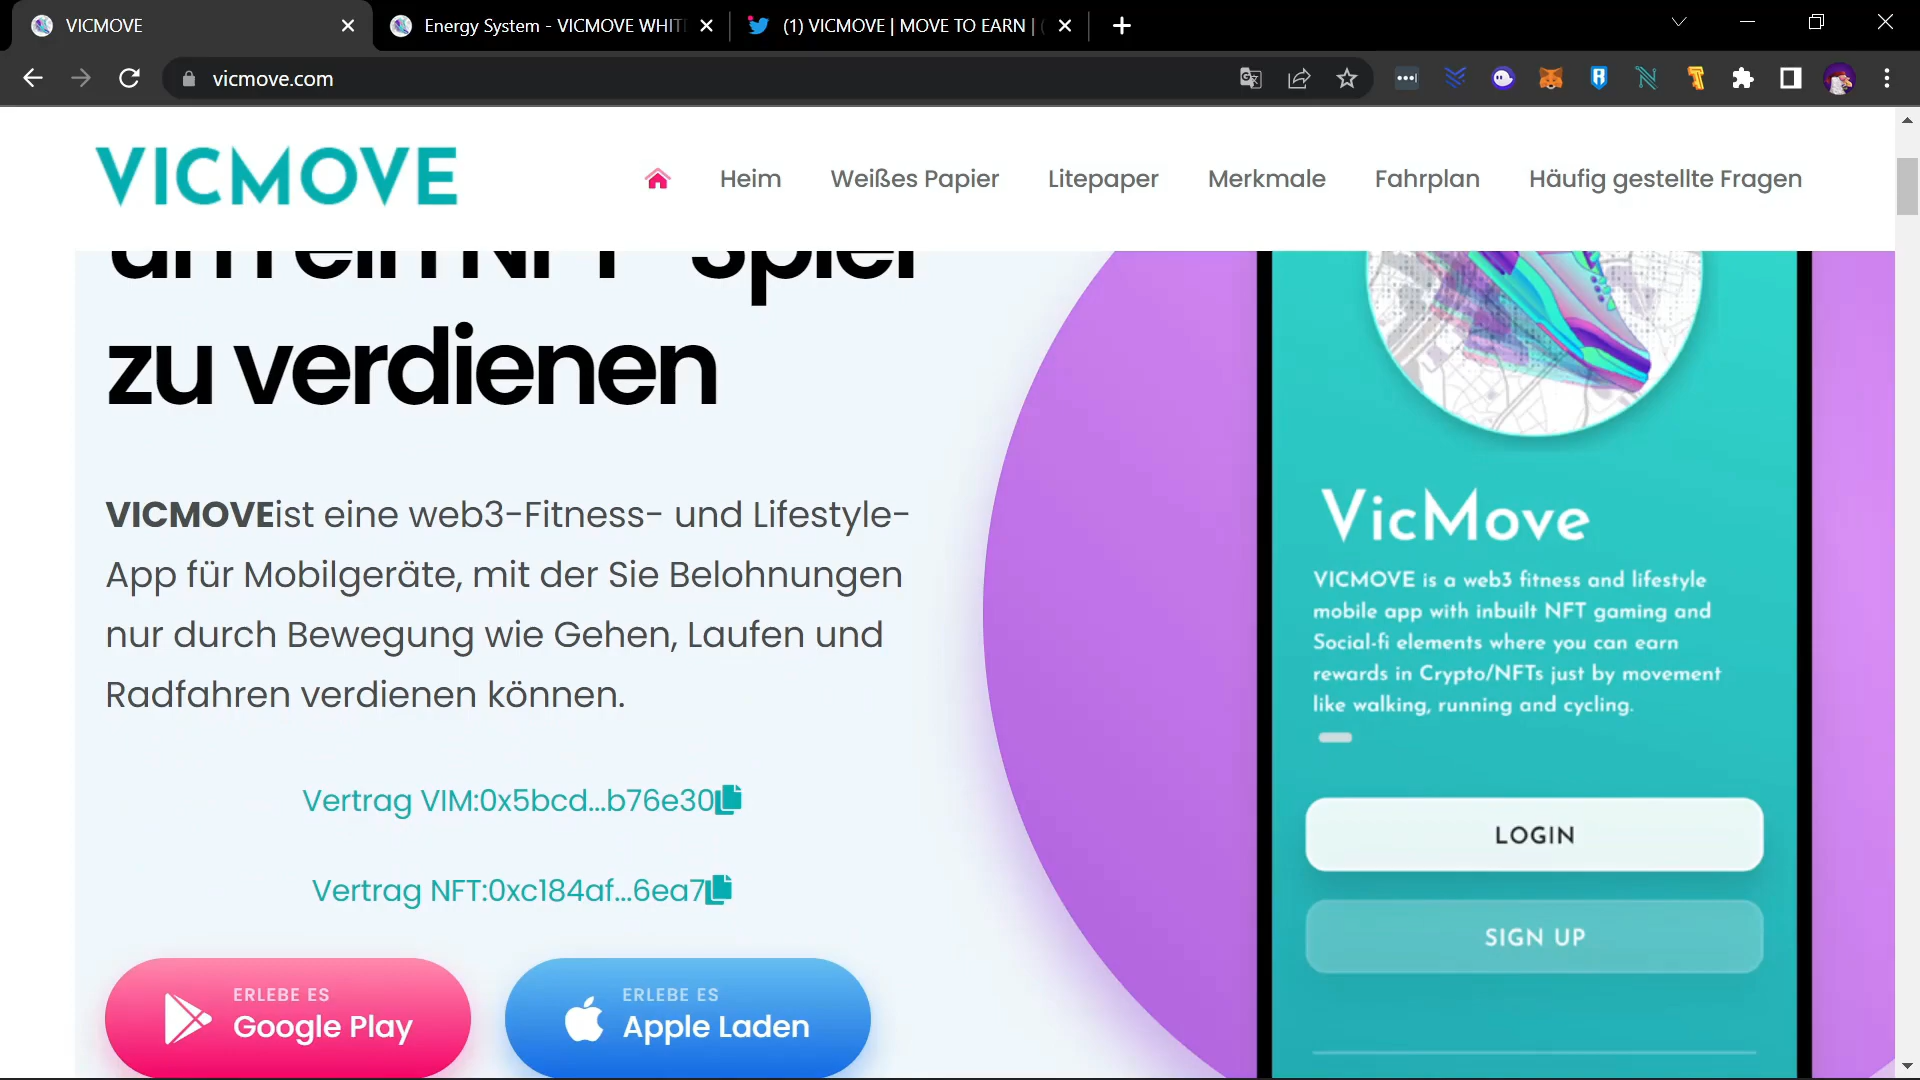 VICMOVE
Energy System - VICMOVE WHIT
(1) VICMOVE | MOVE TO EARN | (
vicmove.com
VICMOVE
Heim
Weißes Papier
Litepaper
Merkmale
Fahrplan
Häufig gestellte Fragen
um ein NFT-Spiel
zu verdienen
VICMOVEist eine web3-Fitness- und Lifestyle-
App für Mobilgeräte, mit der Sie Belohnungen
nur durch Bewegung wie Gehen, Laufen und
Radfahren verdienen können.
Vertrag VIM:0x5bcd...b76e30
Vertrag NFT:0xc184af...6ea7
ERLEBE ES
Google Play
ERLEBE ES
Apple Laden
VicMove
VICMOVE is a web3 fitness and lifestyle
mobile app with inbuilt NFT gaming and
Social-fi elements where you can earn
rewards in Crypto/NFTs just by movement
like walking, running and cycling.
LOGIN
SIGN UP